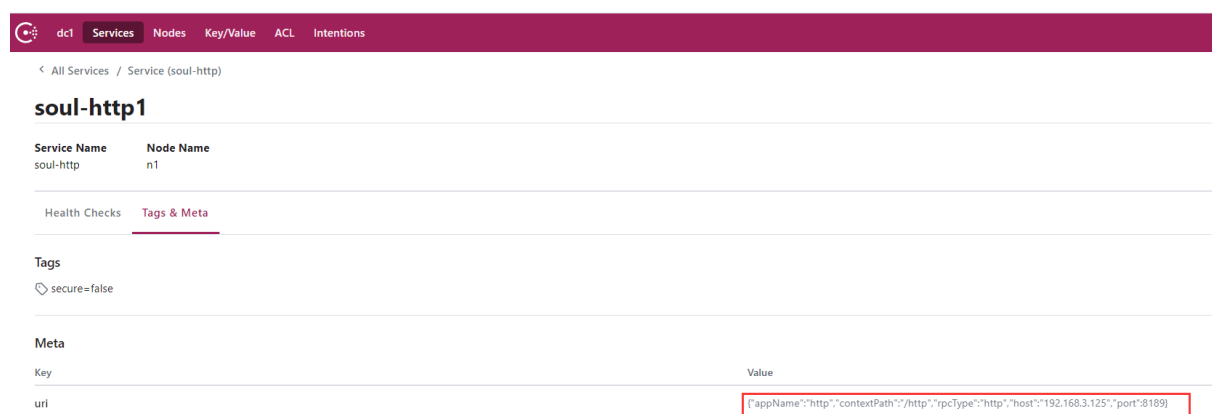 dc1 Services Nodes Key/Value ACL Intentions
All Services / Service (soul-http)
soul-http1
Service Name Node Name
soul-http n1
Health Checks Tags & Meta
Tags
secure=false
Meta
Key Value
uri {"appName":"http","contextPath":"/http","rpcType":"http","host":"192.168.3.125","port":8189}